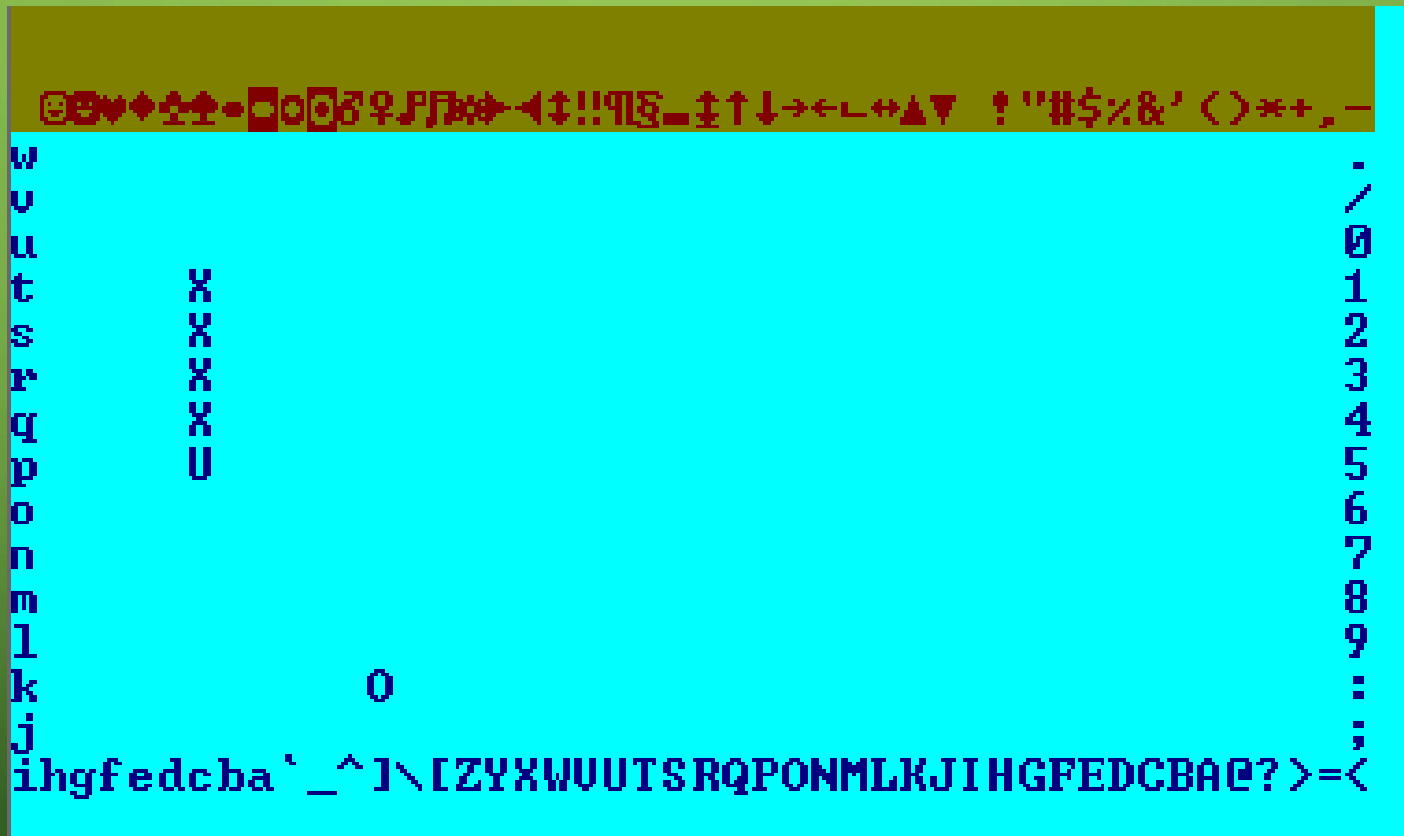 ☺☻♥♦♣♠•◘○◙♂♀♪♫☼►◄↕‼¶§▬↨↑↓→←∟↔▲▼ !"#$%&'()*+,-
w .
v /
u 0
t X 1
s X 2
r X 3
q X 4
p U 5
o 6
n 7
m 8
l 9
k O :
j ;
ihgfedcba`_^]\[ZYXWVUTSRQPONMLKJIHGFEDCBA@?>=<